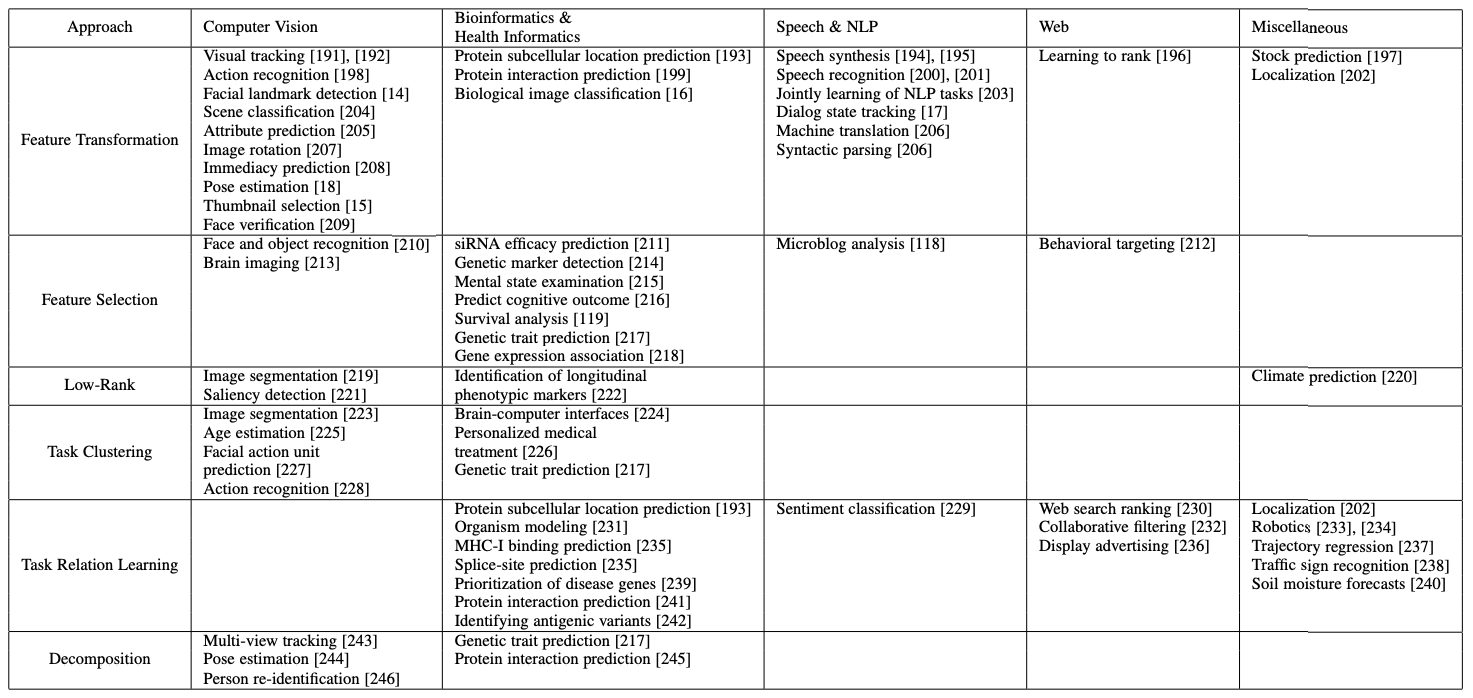 Approach
Computer Vision
Bioinformatics &
Health Informatics
Speech & NLP
Web
Miscellaneous
Feature Transformation
Visual tracking [191], [192]
Action recognition [198]
Facial landmark detection [14]
Scene classification [204]
Attribute prediction [205]
Image rotation [207]
Immediacy prediction [208]
Pose estimation [18]
Thumbnail selection [15]
Face verification [209]
Protein subcellular location prediction [193]
Protein interaction prediction [199]
Biological image classification [16]
Speech synthesis [194], [195]
Speech recognition [200], [201]
Jointly learning of NLP tasks [203]
Dialog state tracking [17]
Machine translation [206]
Syntactic parsing [206]
Learning to rank [196]
Stock prediction [197]
Localization [202]
Feature Selection
Face and object recognition [210]
Brain imaging [213]
siRNA efficacy prediction [211]
Genetic marker detection [214]
Mental state examination [215]
Predict cognitive outcome [216]
Survival analysis [119]
Genetic trait prediction [217]
Gene expression association [218]
Microblog analysis [118]
Behavioral targeting [212]
Low-Rank
Image segmentation [219]
Saliency detection [221]
Identification of longitudinal
phenotypic markers [222]
Climate prediction [220]
Task Clustering
Image segmentation [223]
Age estimation [225]
Facial action unit
prediction [227]
Action recognition [228]
Brain-computer interfaces [224]
Personalized medical
treatment [226]
Genetic trait prediction [217]
Task Relation Learning
Protein subcellular location prediction [193]
Organism modeling [231]
MHC-I binding prediction [235]
Splice-site prediction [235]
Prioritization of disease genes [239]
Protein interaction prediction [241]
Identifying antigenic variants [242]
Sentiment classification [229]
Web search ranking [230]
Collaborative filtering [232]
Display advertising [236]
Localization [202]
Robotics [233], [234]
Trajectory regression [237]
Traffic sign recognition [238]
Soil moisture forecasts [240]
Decomposition
Multi-view tracking [243]
Pose estimation [244]
Person re-identification [246]
Genetic trait prediction [217]
Protein interaction prediction [245]